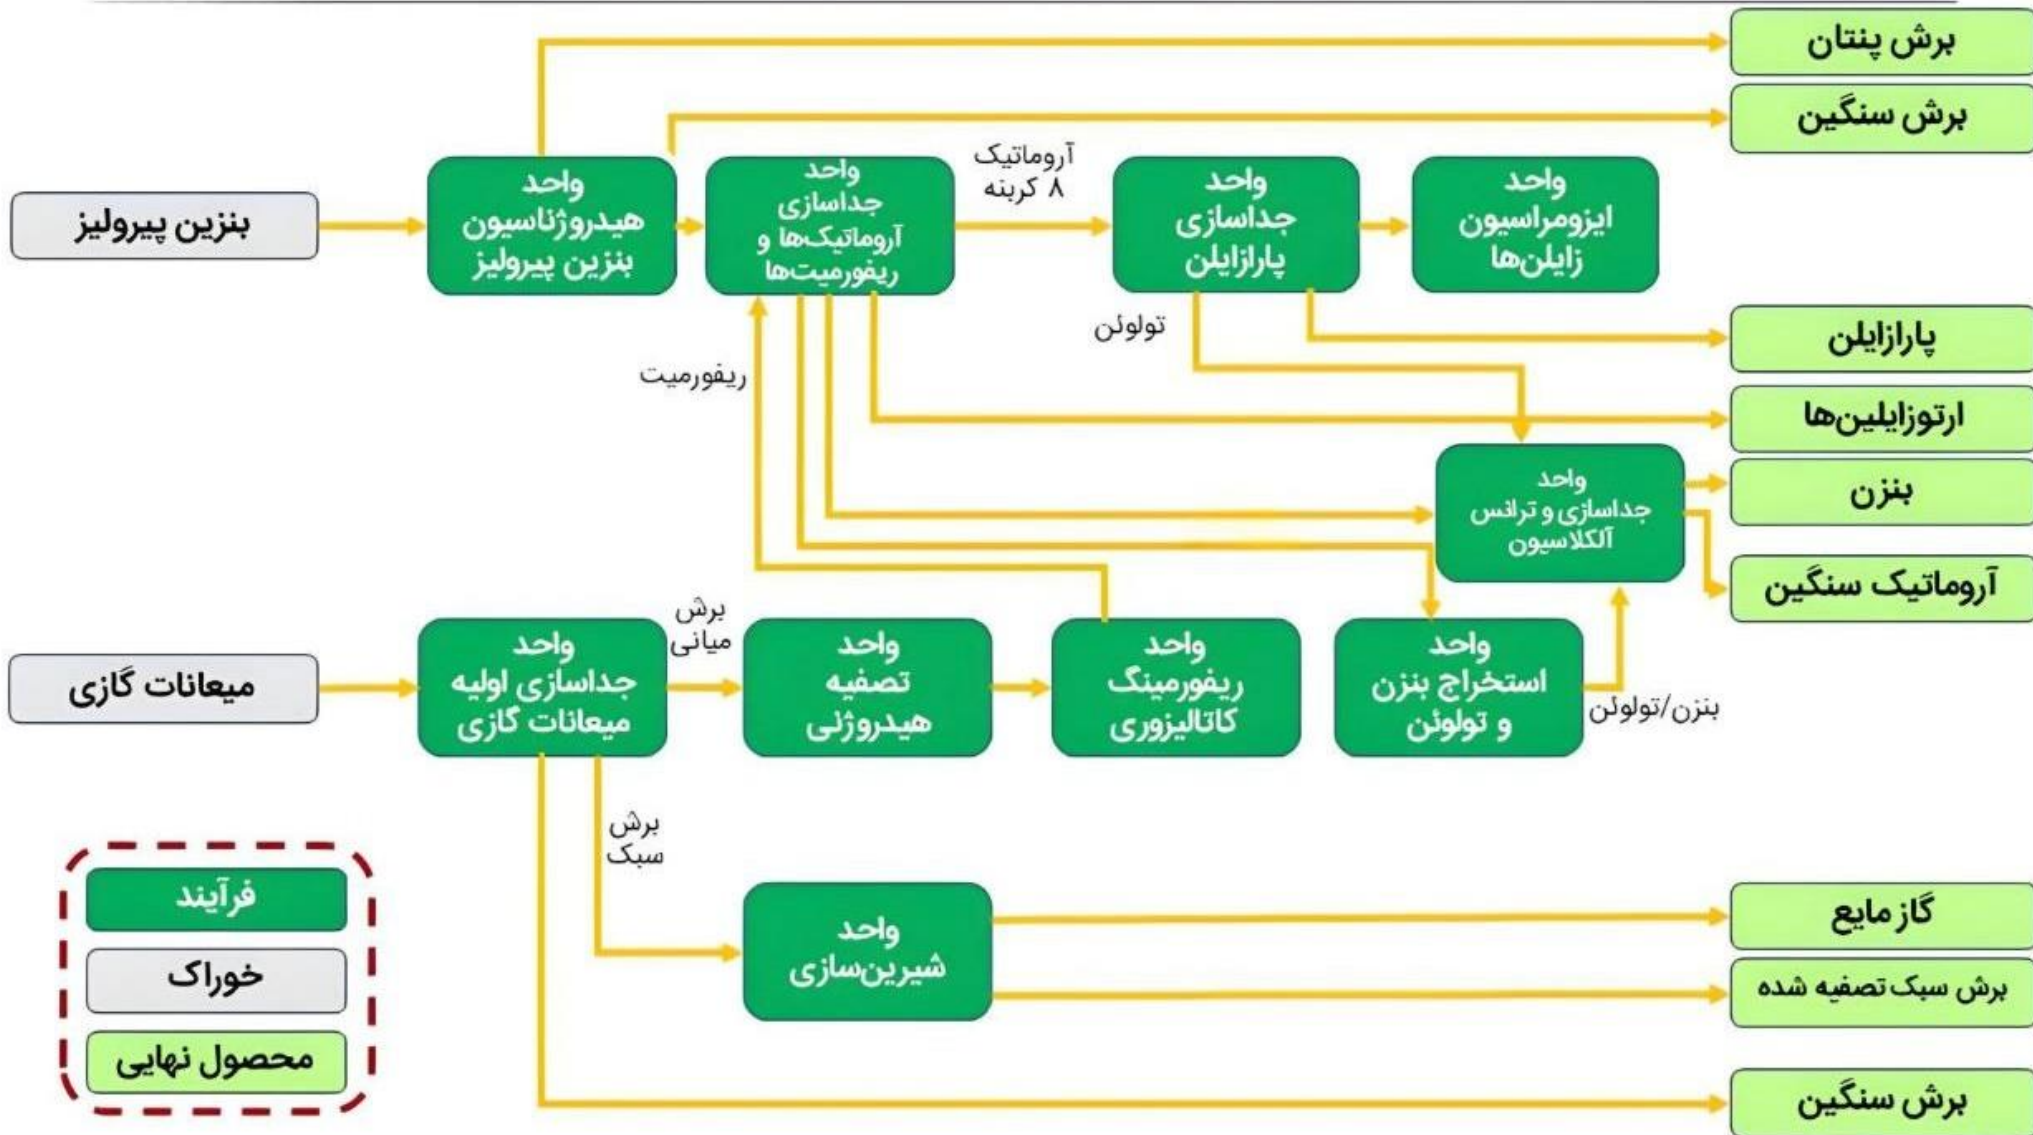 برش پنتان
برش سنگین
بنزین پیرولیز
واحد
هیدروژناسیون
بنزین پیرولیز
واحد
جداسازی
آروماتیک‌ها و
ریفورمیت‌ها
آروماتیک
۸ کربنه
واحد
جداسازی
پارازایلن
واحد
ایزومراسیون
زایلن‌ها
تولوئن
پارازایلن
ریفورمیت
ارتوزایلین‌ها
واحد
جداسازی و ترانس
آلکلاسیون
بنزن
آروماتیک سنگین
میعانات گازی
واحد
جداسازی اولیه
میعانات گازی
برش
میانی
واحد
تصفیه
هیدروژنی
واحد
ریفورمینگ
کاتالیزوری
واحد
استخراج بنزن
و تولوئن
بنزن/تولوئن
برش
سبک
واحد
شیرین‌سازی
گاز مایع
برش سبک تصفیه شده
برش سنگین
فرآیند
خوراک
محصول نهایی